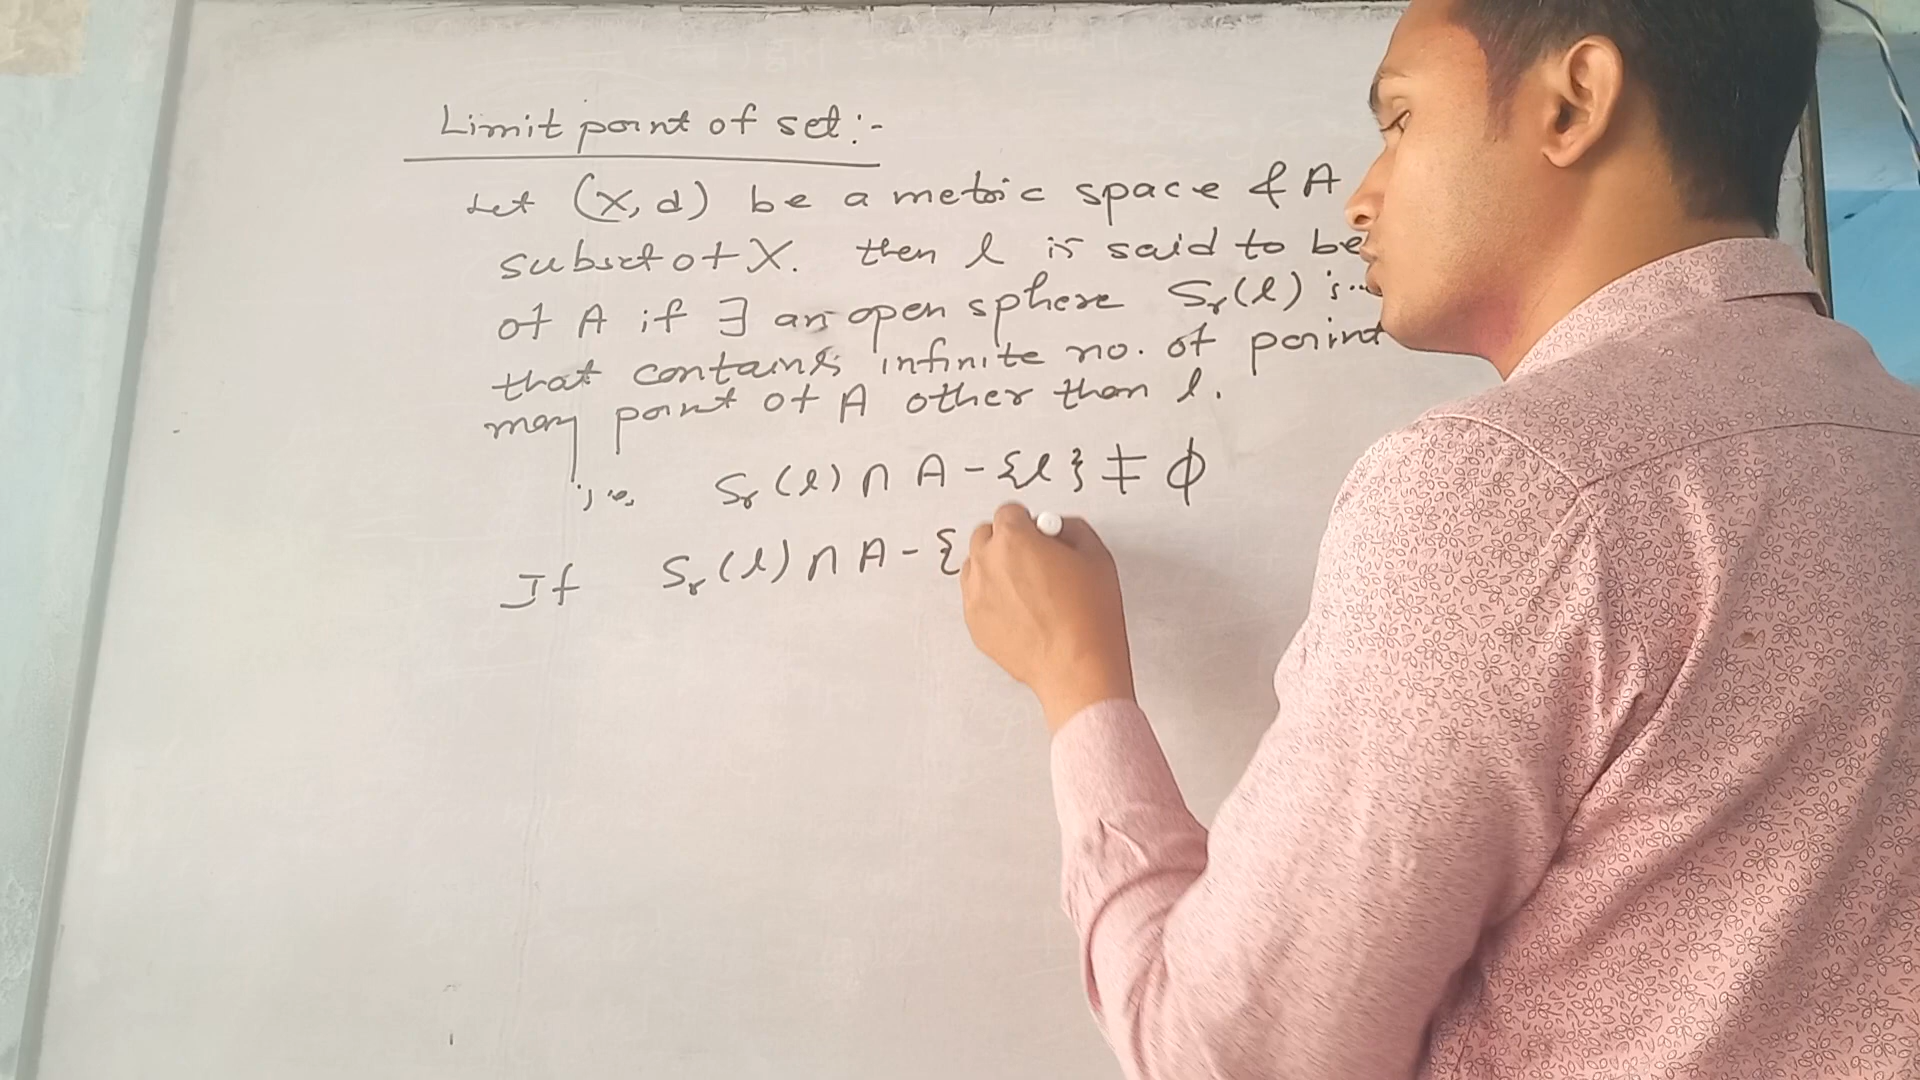 Limit point of set:-
Let (X, d) be a metric space & A
subset of X. then l is said to be
of A if ∃ an open sphere Sr(l)
that contains infinite no. of point
many point of A other than l.
i.e. Sr(l) ∩ A - {l} ≠ ϕ
If Sr(l) ∩ A - {